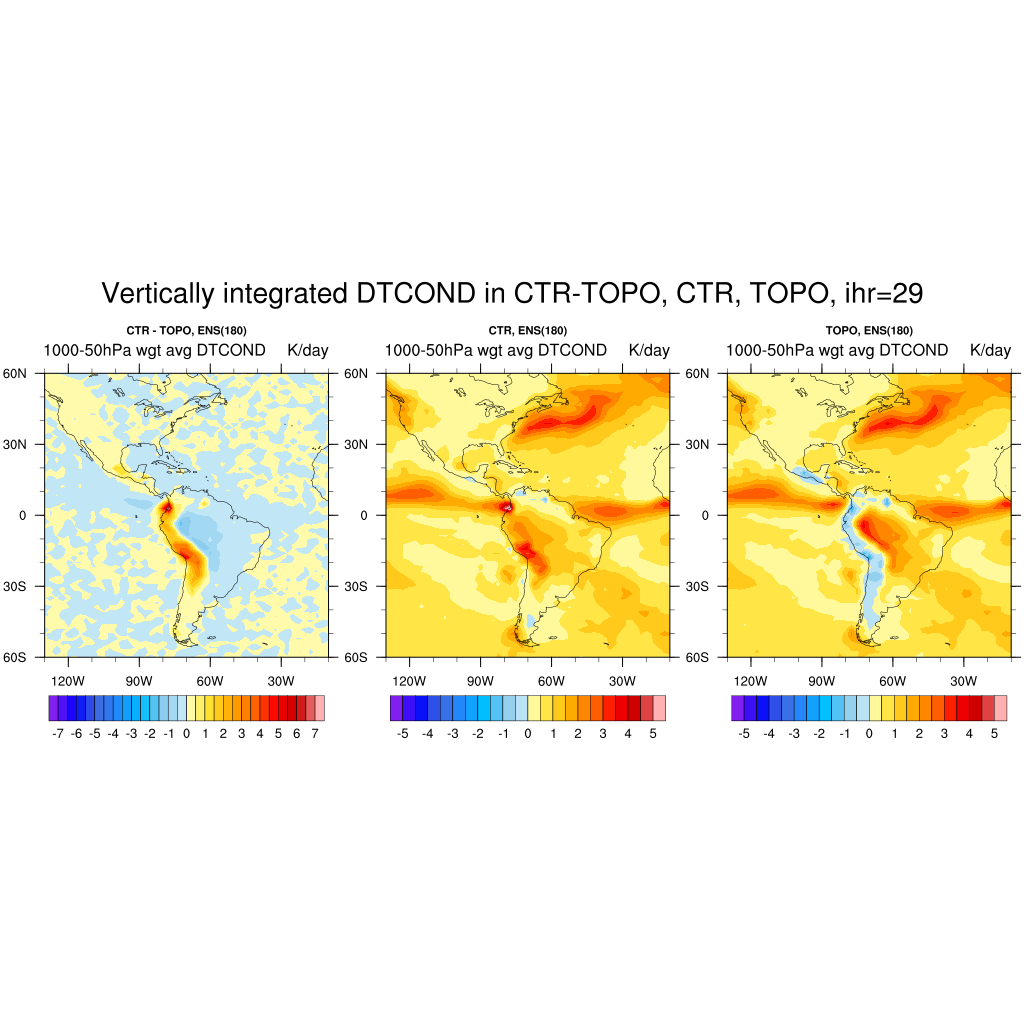 Vertically integrated DTCOND in CTR-TOPO, CTR, TOPO, ihr=29
CTR - TOPO, ENS(180)
1000-50hPa wgt avg DTCOND K/day
60N
30N
0
30S
60S
120W 90W 60W 30W
-7 -6 -5 -4 -3 -2 -1 0 1 2 3 4 5 6 7
CTR, ENS(180)
1000-50hPa wgt avg DTCOND K/day
60N
30N
0
30S
60S
120W 90W 60W 30W
-5 -4 -3 -2 -1 0 1 2 3 4 5
TOPO, ENS(180)
1000-50hPa wgt avg DTCOND K/day
60N
30N
0
30S
60S
120W 90W 60W 30W
-5 -4 -3 -2 -1 0 1 2 3 4 5